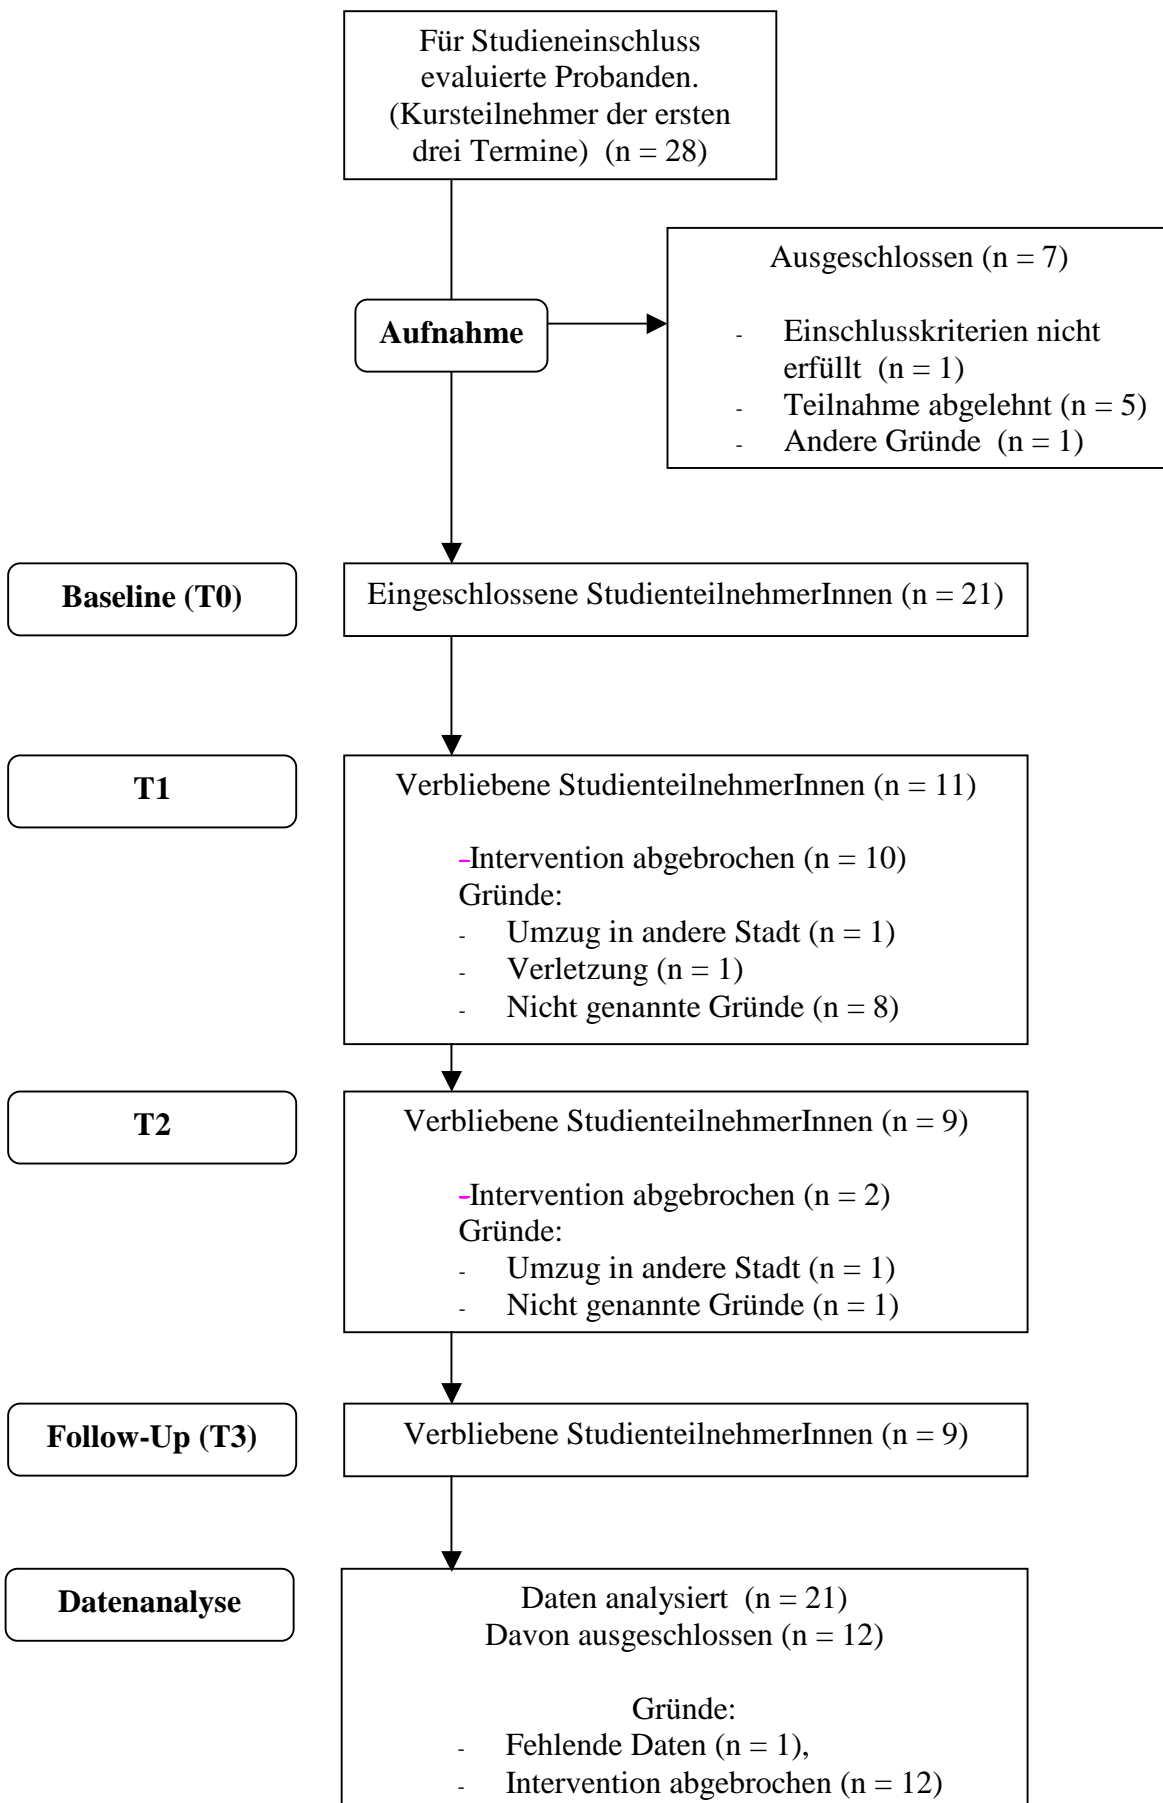 Für Studieneinschluss
evaluierte Probanden.
(Kursteilnehmer der ersten
drei Termine) (n = 28)
Ausgeschlossen (n = 7)
- Einschlusskriterien nicht
erfüllt (n = 1)
- Teilnahme abgelehnt (n = 5)
- Andere Gründe (n = 1)
Aufnahme
Baseline (T0)
Eingeschlossene StudienteilnehmerInnen (n = 21)
T1
Verbliebene StudienteilnehmerInnen (n = 11)
-Intervention abgebrochen (n = 10)
Gründe:
- Umzug in andere Stadt (n = 1)
- Verletzung (n = 1)
- Nicht genannte Gründe (n = 8)
T2
Verbliebene StudienteilnehmerInnen (n = 9)
-Intervention abgebrochen (n = 2)
Gründe:
- Umzug in andere Stadt (n = 1)
- Nicht genannte Gründe (n = 1)
Follow-Up (T3)
Verbliebene StudienteilnehmerInnen (n = 9)
Datenanalyse
Daten analysiert (n = 21)
Davon ausgeschlossen (n = 12)
Gründe:
- Fehlende Daten (n = 1),
- Intervention abgebrochen (n = 12)